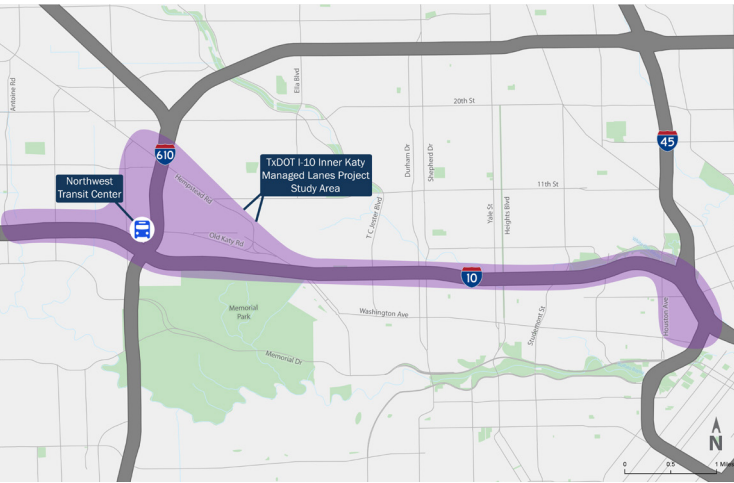 Antoine Rd
Ella Blvd
20th St
610
45
Northwest
Transit Center
TxDOT I-10 Inner Katy
Managed Lanes Project
Study Area
Hempstead Rd
Durham Dr
Shepherd Dr
11th St
T C Jester Blvd
Yale St
Heights Blvd
Old Katy Rd
10
Memorial
Park
Washington Ave
Studemont St
Houston Ave
Memorial Dr
N
0 0.5 1 Miles